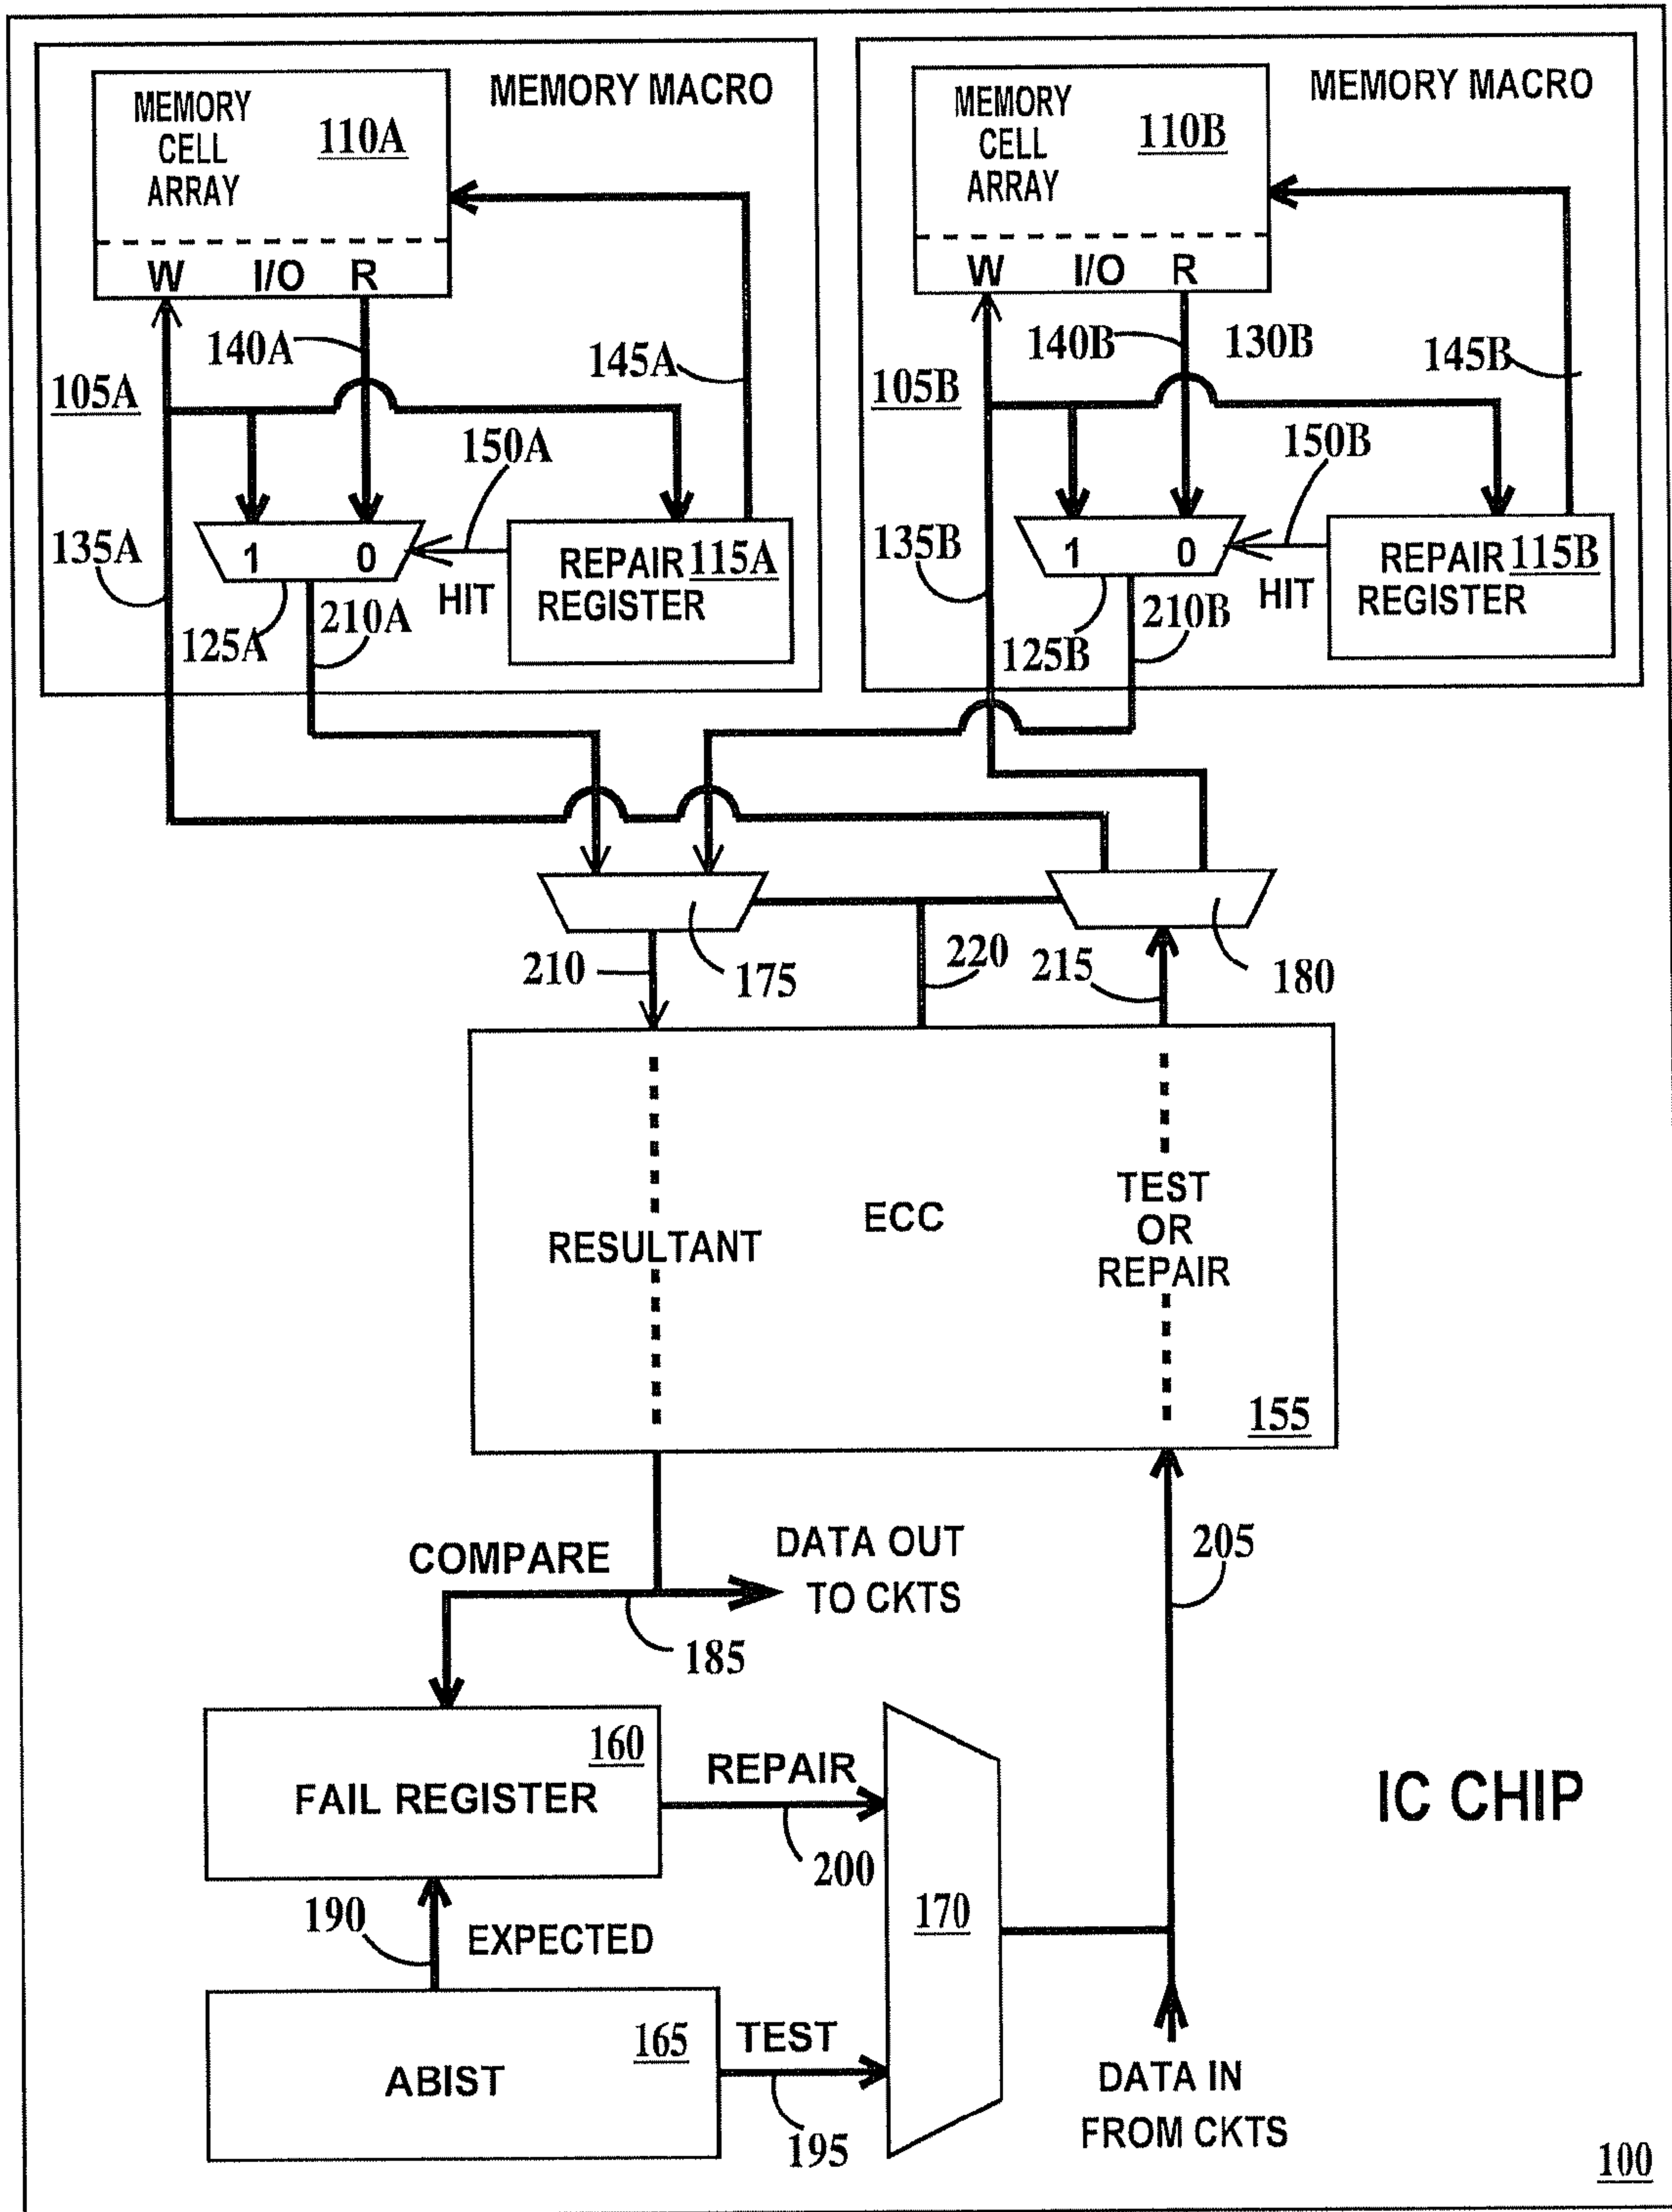 MEMORY MACRO
MEMORY
CELL
ARRAY
110A
W I/O R
140A
145A
105A
150A
135A
1 0
HIT
REPAIR 115A
REGISTER
125A
210A
MEMORY MACRO
MEMORY
CELL
ARRAY
110B
W I/O R
140B
130B
145B
105B
150B
135B
1 0
HIT
REPAIR 115B
REGISTER
125B
210B
210
175
220
215
180
RESULTANT
ECC
TEST
OR
REPAIR
155
COMPARE
DATA OUT
TO CKTS
185
205
160
FAIL REGISTER
REPAIR
200
170
IC CHIP
190
EXPECTED
165
ABIST
TEST
195
DATA IN
FROM CKTS
100